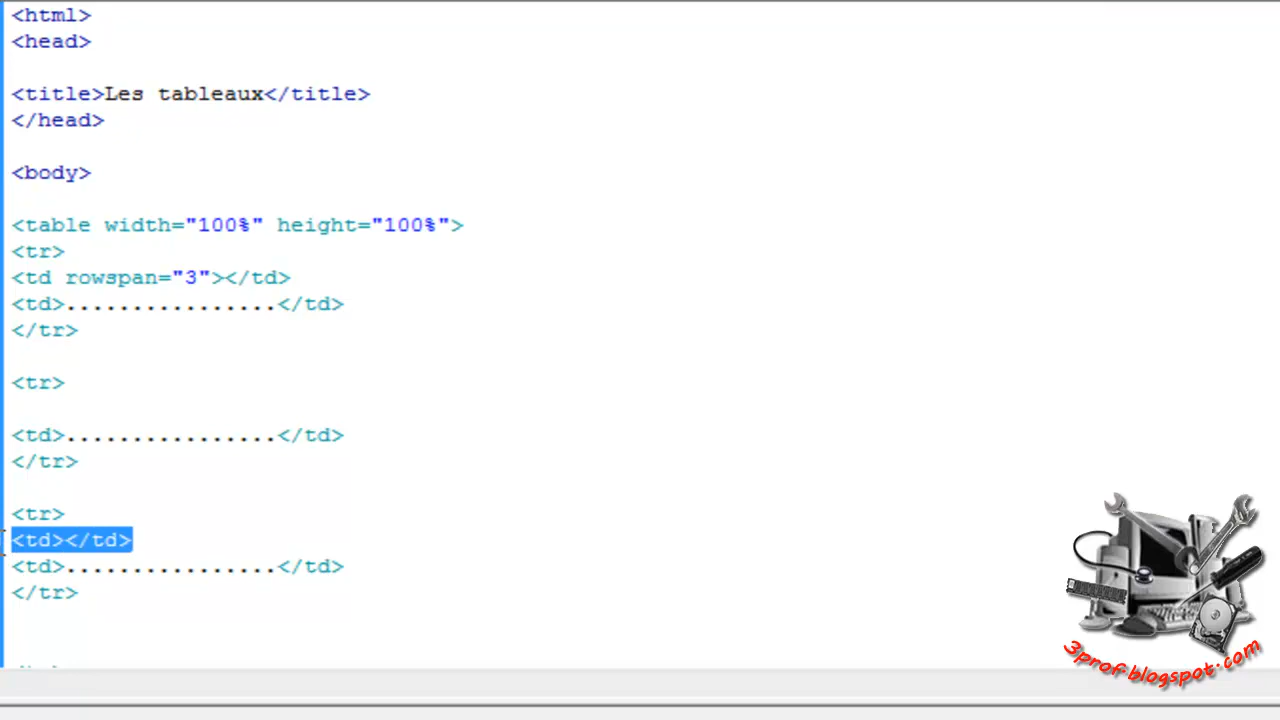 <html>
<head>
<title>Les tableaux</title>
</head>
<body>
<table width="100%" height="100%">
<tr>
<td rowspan="3"></td>
<td>................</td>
</tr>
<tr>
<td>................</td>
</tr>
<tr>
<td></td>
<td>................</td>
</tr>
3prof.blogspot.com